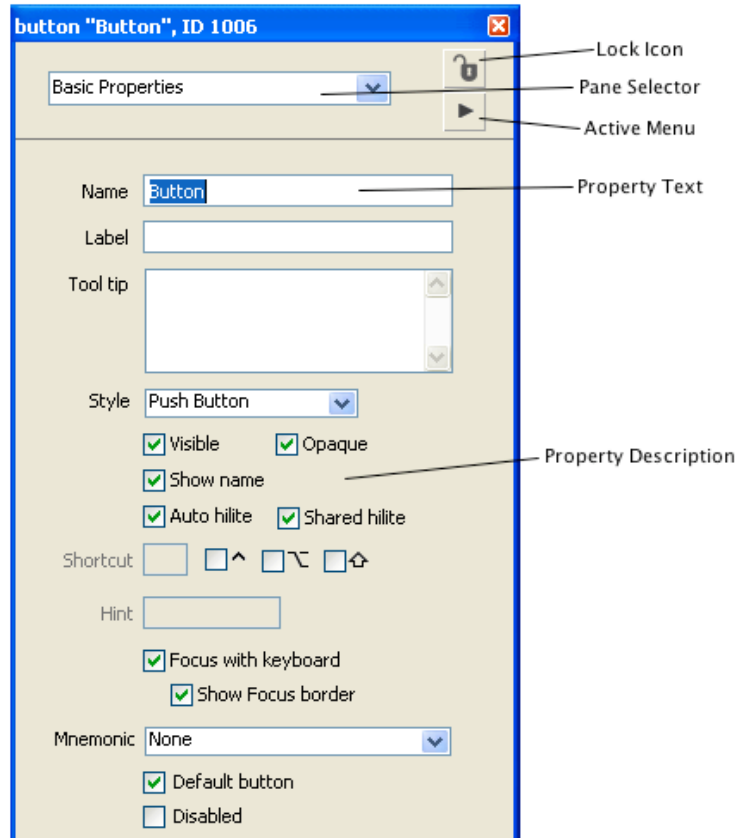 button "Button", ID 1006
Lock Icon
Basic Properties
Pane Selector
Active Menu
Name Button
Property Text
Label
Tool tip
Style Push Button
Visible Opaque
Property Description
Show name
Auto hilite Shared hilite
Shortcut ^ ⌥ ⇧
Hint
Focus with keyboard
Show Focus border
Mnemonic None
Default button
Disabled